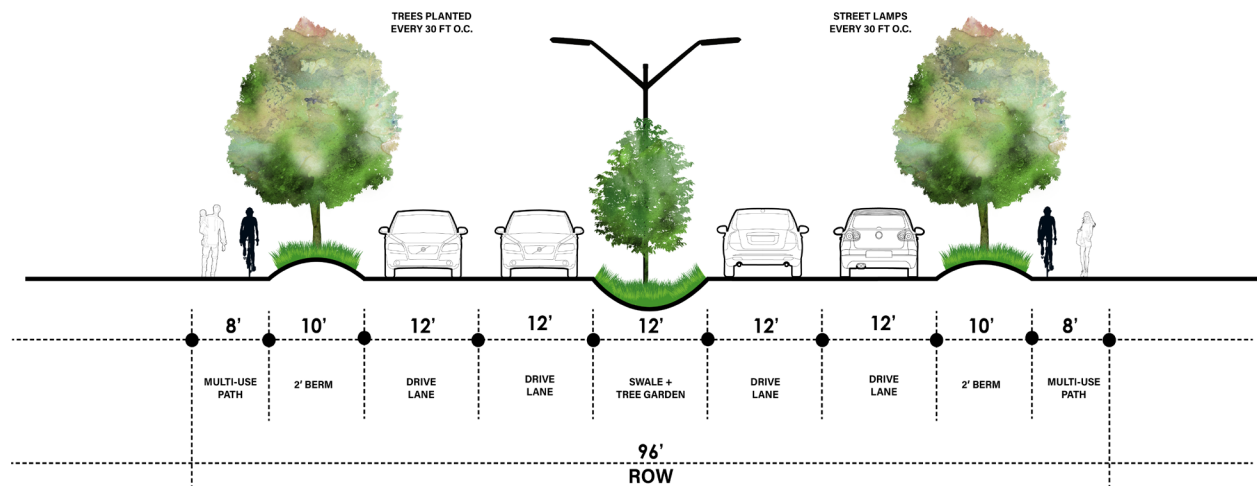 TREES PLANTED
EVERY 30 FT O.C.
STREET LAMPS
EVERY 30 FT O.C.
8'
10'
12'
12'
12'
12'
12'
10'
8'
MULTI-USE
PATH
2' BERM
DRIVE
LANE
DRIVE
LANE
SWALE +
TREE GARDEN
DRIVE
LANE
DRIVE
LANE
2' BERM
MULTI-USE
PATH
96'
ROW